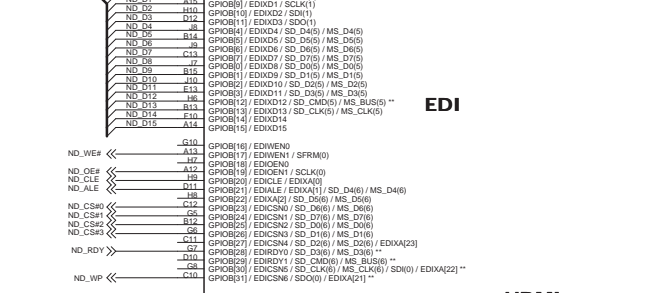 ND_D1 A15 GPIOB[9] / EDIXD1 / SCLK(1)
ND_D2 H10 GPIOB[10] / EDIXD2 / SDI(1)
ND_D3 D12 GPIOB[11] / EDIXD3 / SDO(1)
ND_D4 J8 GPIOB[4] / EDIXD4 / SD_D4(5) / MS_D4(5)
ND_D5 B14 GPIOB[5] / EDIXD5 / SD_D5(5) / MS_D5(5)
ND_D6 J9 GPIOB[6] / EDIXD6 / SD_D6(5) / MS_D6(5)
ND_D7 C13 GPIOB[7] / EDIXD7 / SD_D7(5) / MS_D7(5)
ND_D8 J7 GPIOB[0] / EDIXD8 / SD_D0(5) / MS_D0(5)
ND_D9 B15 GPIOB[1] / EDIXD9 / SD_D1(5) / MS_D1(5)
ND_D10 J10 GPIOB[2] / EDIXD10 / SD_D2(5) / MS_D2(5)
ND_D11 E13 GPIOB[3] / EDIXD11 / SD_D3(5) / MS_D3(5)
ND_D12 H6 GPIOB[12] / EDIXD12 / SD_CMD(5) / MS_BUS(5) **
ND_D13 B13 GPIOB[13] / EDIXD13 / SD_CLK(5) / MS_CLK(5)
EDI
ND_D14 F10 GPIOB[14] / EDIXD14
ND_D15 A14 GPIOB[15] / EDIXD15
G10 GPIOB[16] / EDIWEN0
ND_WE# A13 GPIOB[17] / EDIWEN1 / SFRM(0)
H7 GPIOB[18] / EDIOEN0
ND_OE# A12 GPIOB[19] / EDIOEN1 / SCLK(0)
ND_CLE H9 GPIOB[20] / EDICLE / EDIXA[0]
ND_ALE D11 GPIOB[21] / EDIALE / EDIXA[1] / SD_D4(6) / MS_D4(6)
H8 GPIOB[22] / EDIXA[2] / SD_D5(6) / MS_D5(6)
ND_CS#0 C12 GPIOB[23] / EDICSN0 / SD_D6(6) / MS_D6(6)
ND_CS#1 G5 GPIOB[24] / EDICSN1 / SD_D7(6) / MS_D7(6)
ND_CS#2 B12 GPIOB[25] / EDICSN2 / SD_D0(6) / MS_D0(6)
ND_CS#3 G6 GPIOB[26] / EDICSN3 / SD_D1(6) / MS_D1(6)
C11 GPIOB[27] / EDICSN4 / SD_D2(6) / MS_D2(6) / EDIXA[23]
ND_RDY G7 GPIOB[28] / EDIRDY0 / SD_D3(6) / MS_D3(6) **
D10 GPIOB[29] / EDIRDY1 / SD_CMD(6) / MS_BUS(6) **
G8 GPIOB[30] / EDICSN5 / SD_CLK(6) / MS_CLK(6) / SDI(0) / EDIXA[22] **
ND_WP C10 GPIOB[31] / EDICSN6 / SDO(0) / EDIXA[21] **